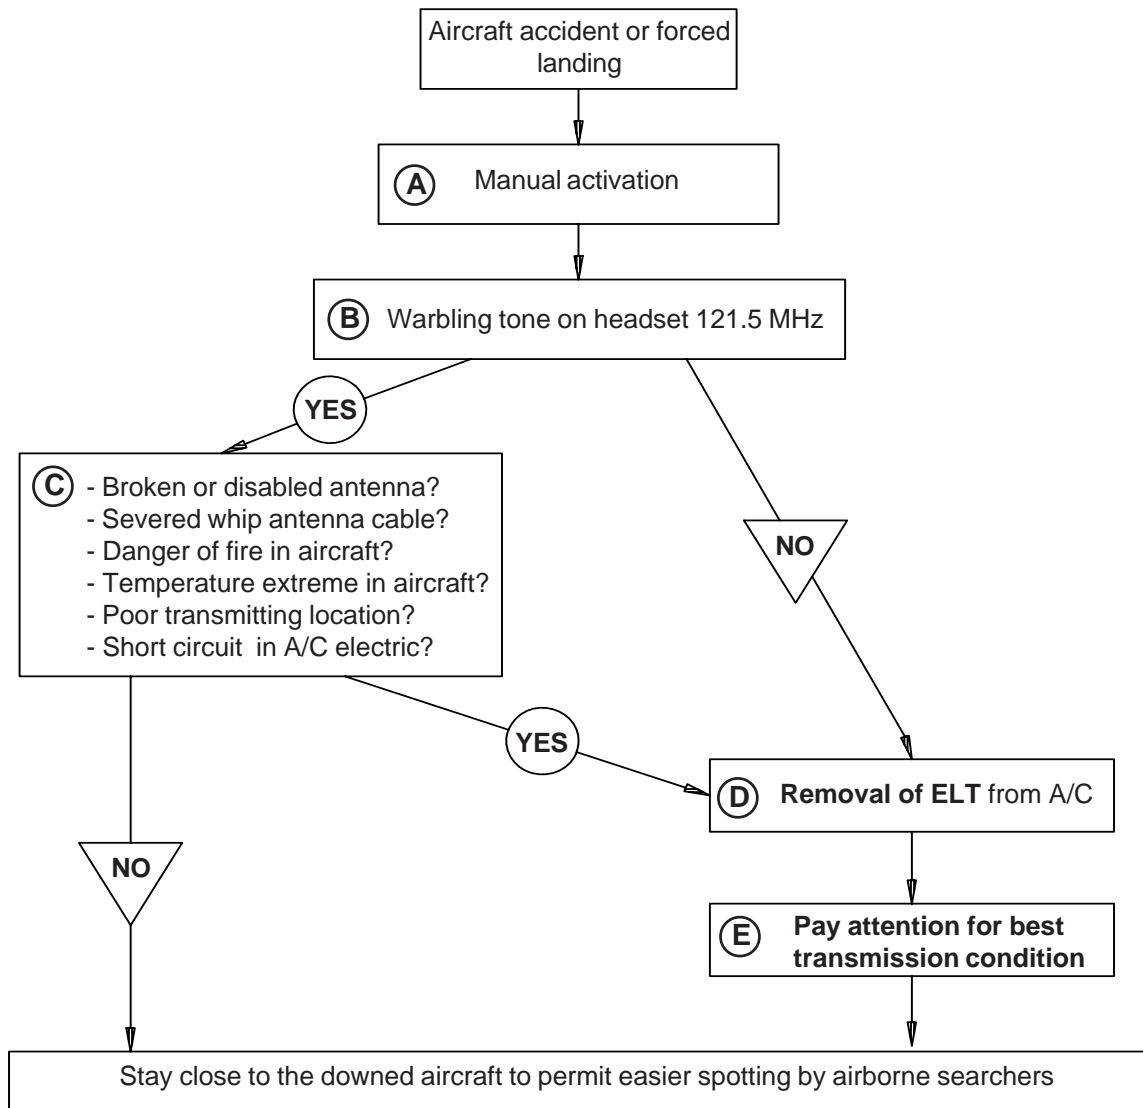 Aircraft accident or forced
landing
A Manual activation
B Warbling tone on headset 121.5 MHz
YES
C - Broken or disabled antenna?
- Severed whip antenna cable?
- Danger of fire in aircraft?
- Temperature extreme in aircraft?
- Poor transmitting location?
- Short circuit in A/C electric?
NO
YES
D Removal of ELT from A/C
NO
E Pay attention for best
transmission condition
Stay close to the downed aircraft to permit easier spotting by airborne searchers